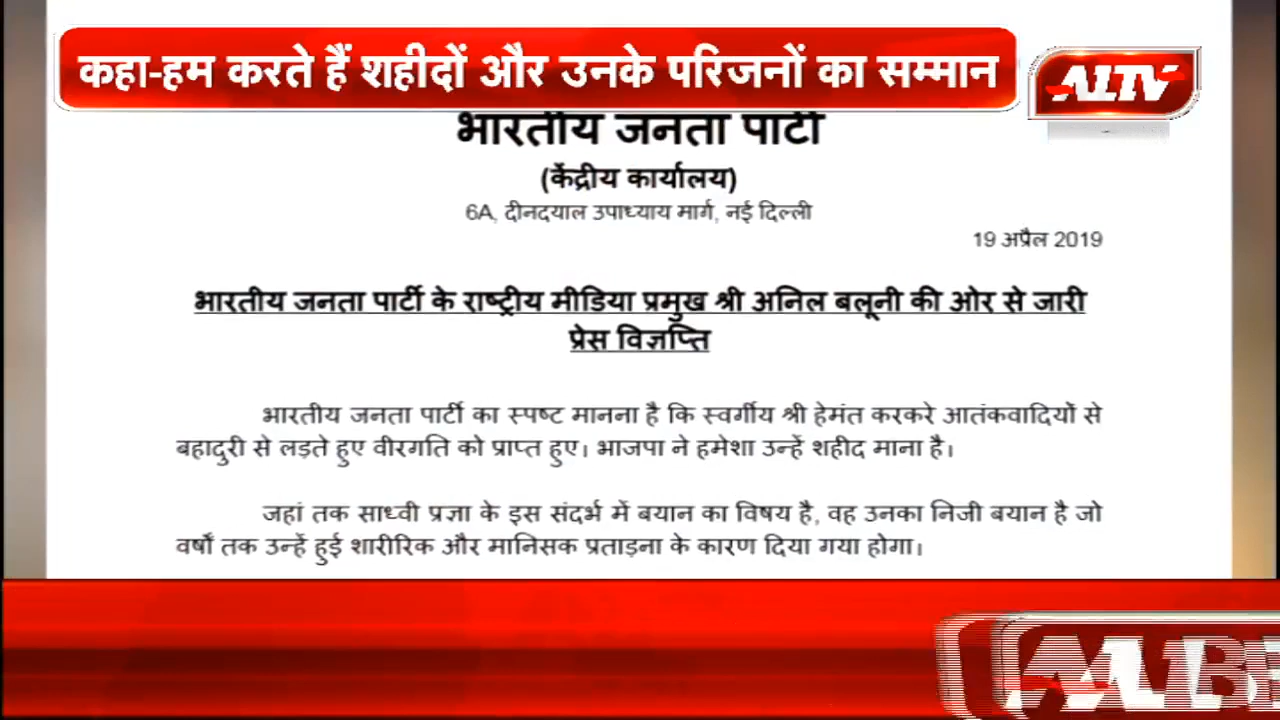 कहा-हम करते हैं शहीदों और उनके परिजनों का सम्मान
ALTV
भारतीय जनता पार्टी
(केंद्रीय कार्यालय)
6A, दीनदयाल उपाध्याय मार्ग, नई दिल्ली
19 अप्रैल 2019
भारतीय जनता पार्टी के राष्ट्रीय मीडिया प्रमुख श्री अनिल बलूनी की ओर से जारी
प्रेस विज्ञप्ति
भारतीय जनता पार्टी का स्पष्ट मानना है कि स्वर्गीय श्री हेमंत करकरे आतंकवादियों से
बहादुरी से लड़ते हुए वीरगति को प्राप्त हुए। भाजपा ने हमेशा उन्हें शहीद माना है।
जहां तक साध्वी प्रज्ञा के इस संदर्भ में बयान का विषय है, वह उनका निजी बयान है जो
वर्षों तक उन्हें हुई शारीरिक और मानिसक प्रताड़ना के कारण दिया गया होगा।